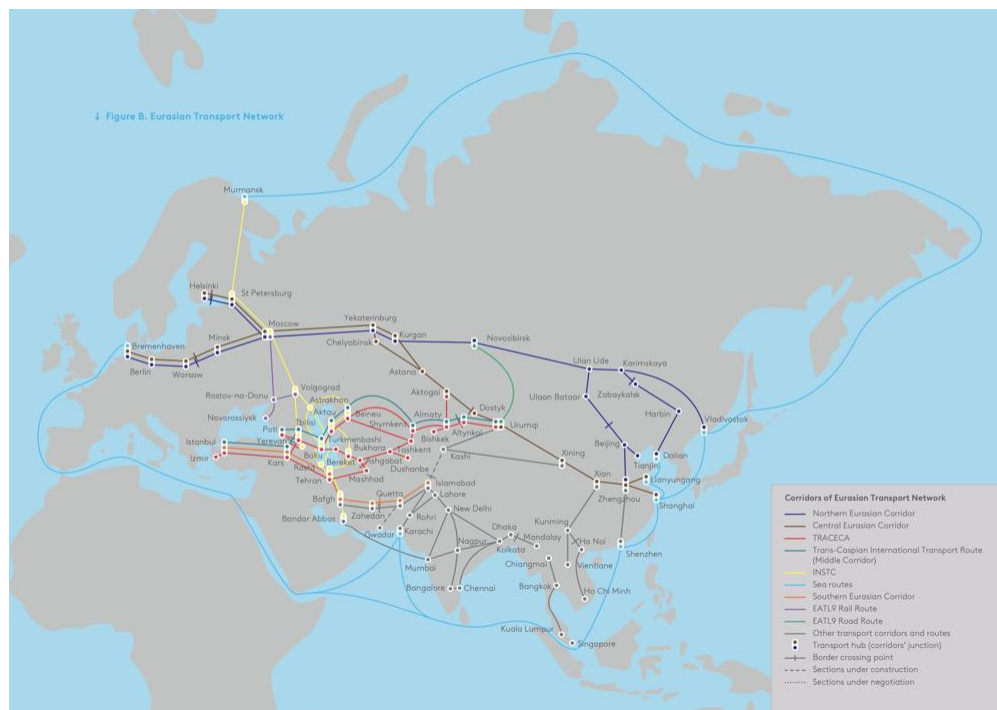 ↓ Figure B. Eurasian Transport Network
Murmansk
Helsinki
St Petersburg
Moscow
Minsk
Bremenhaven
Berlin
Warsaw
Yekaterinburg
Kurgan
Chelyabinsk
Novosibirsk
Astana
Ulan Ude
Karimskaya
Zabaykalsk
Ulaan Bataar
Harbin
Vladivostok
Volgograd
Rostov-na-Donu
Astrakhan
Novorossiysk
Aktau
Beineu
Aktogai
Dostyk
Almaty
Shymkent
Altynkol
Urumqi
Bishkek
Poti
Tbilisi
Yerevan
Istanbul
Izmir
Kars
Baku
Turkmenbashi
Bukhara
Tashkent
Bereket
Ashgabat
Dushanbe
Kashi
Rasht
Tehran
Mashhad
Xining
Beijing
Tianjin
Dalian
Xian
Zhengzhou
Lianyungang
Shanghai
Islamabad
Lahore
Quetta
Bafgh
Zahedan
Bandar Abbas
Rohri
New Delhi
Gwadar
Karachi
Dhaka
Kunming
Mandalay
Ha Noi
Nagpur
Kolkata
Mumbai
Chiangmai
Vientiane
Shenzhen
Bangalore
Chennai
Bangkok
Ho Chi Minh
Kuala Lumpur
Singapore
Corridors of Eurasian Transport Network
Northern Eurasian Corridor
Central Eurasian Corridor
TRACECA
Trans-Caspian International Transport Route
(Middle Corridor)
INSTC
Sea routes
Southern Eurasian Corridor
EATL9 Rail Route
EATL9 Road Route
Other transport corridors and routes
Transport hub (corridors' junction)
Border crossing point
Sections under construction
Sections under negotiation